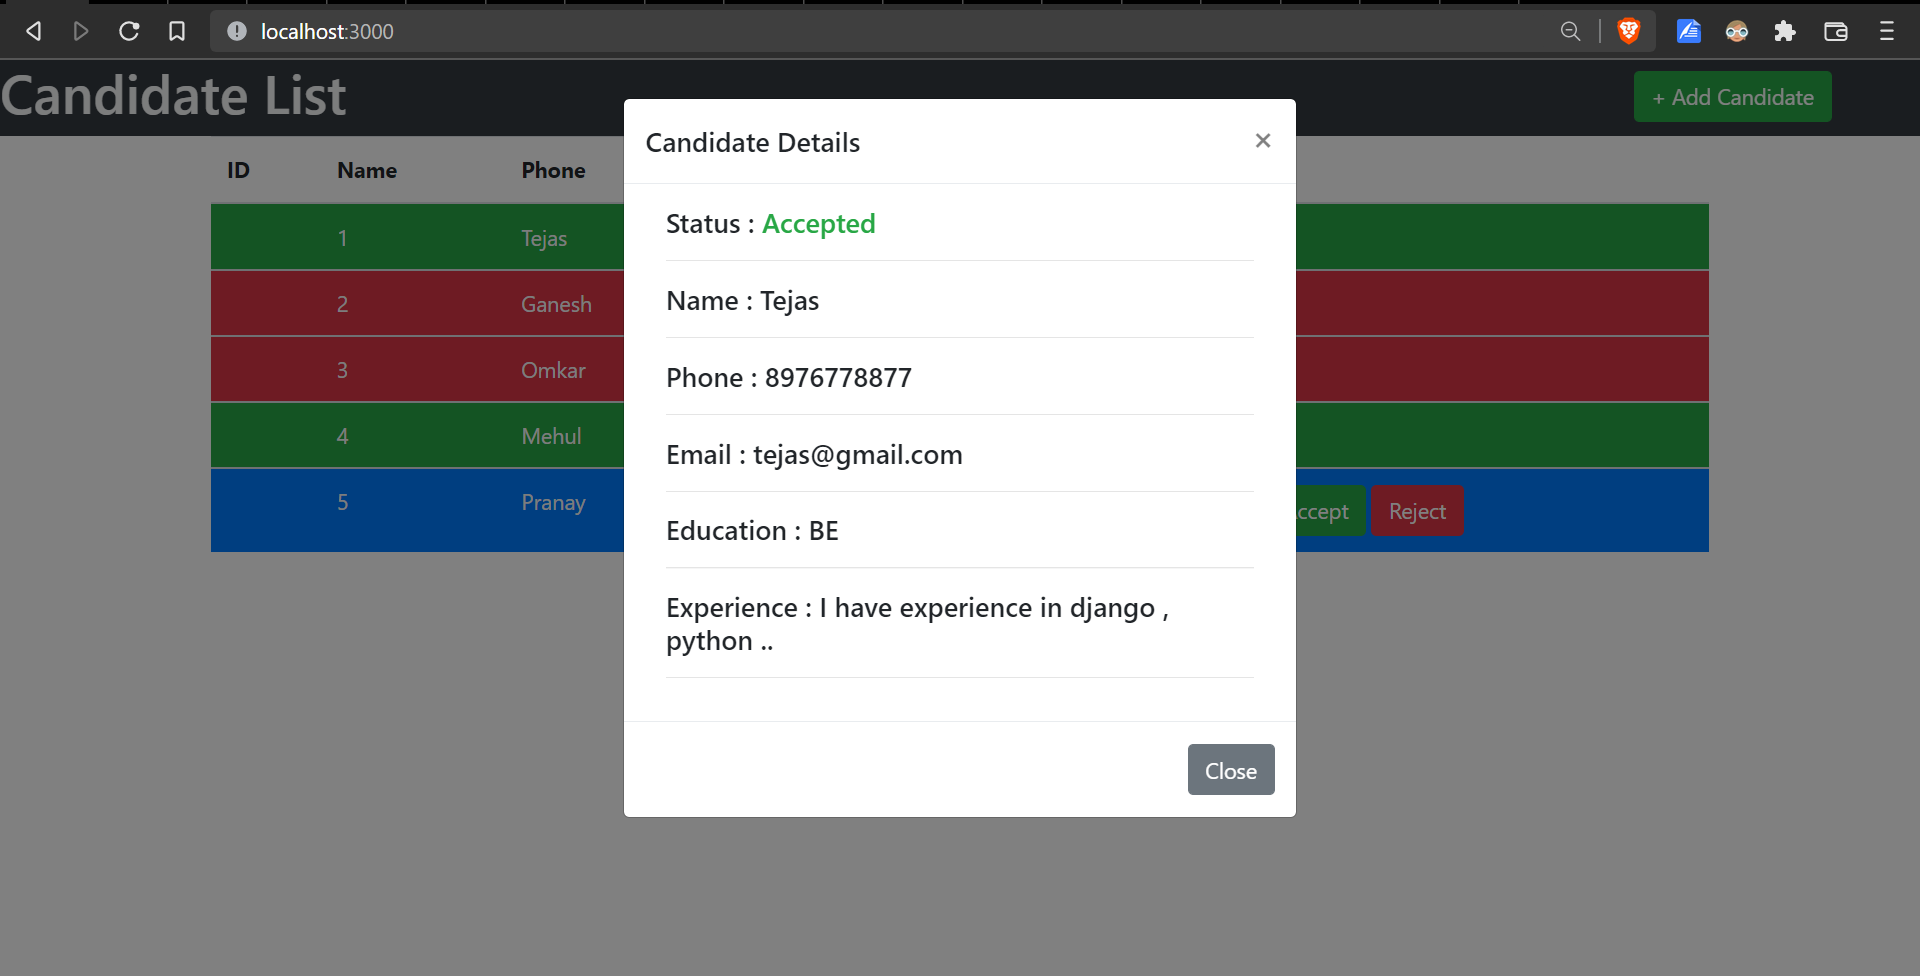 localhost:3000
Candidate List
+ Add Candidate
ID Name Phone
1 Tejas
2 Ganesh
3 Omkar
4 Mehul
5 Pranay
ccept Reject
Candidate Details ×
Status : Accepted
Name : Tejas
Phone : 8976778877
Email : tejas@gmail.com
Education : BE
Experience : I have experience in django ,
python ..
Close